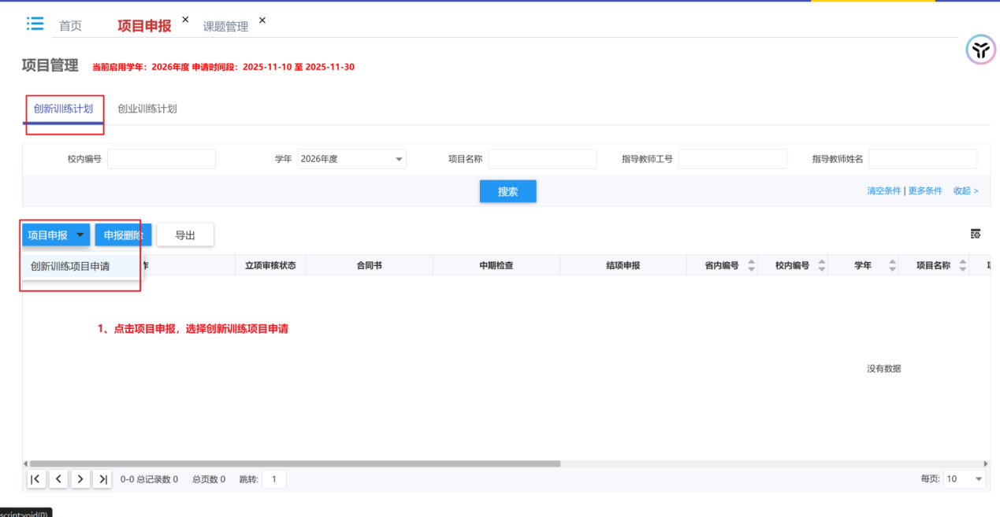 首页 项目申报 × 课题管理 ×
项目管理 当前启用学年：2026年度 申请时间段：2025-11-10 至 2025-11-30
创新训练计划 创业训练计划
校内编号 学年 2026年度 项目名称 指导教师工号 指导教师姓名
搜索 清空条件 | 更多条件 收起 >
项目申报 申报删除 导出
创新训练项目申请 作 立项审核状态 合同书 中期检查 结项申报 省内编号 校内编号 学年 项目名称
1、点击项目申报，选择创新训练项目申请
没有数据
0-0 总记录数 0 总页数 0 跳转: 1 每页: 10
script:void(0)